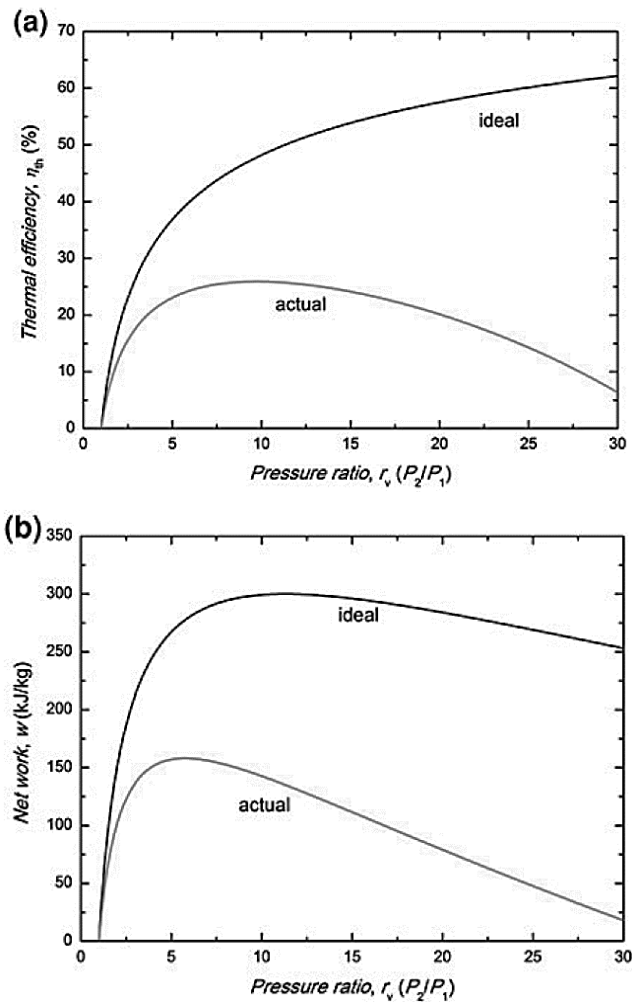 (a)
70
60
50
40
30
20
10
0
Thermal efficiency, ηth (%)
ideal
actual
0 5 10 15 20 25 30
Pressure ratio, rv (P2/P1)
(b)
350
300
250
200
150
100
50
0
Net work, w (kJ/kg)
ideal
actual
0 5 10 15 20 25 30
Pressure ratio, rv (P2/P1)